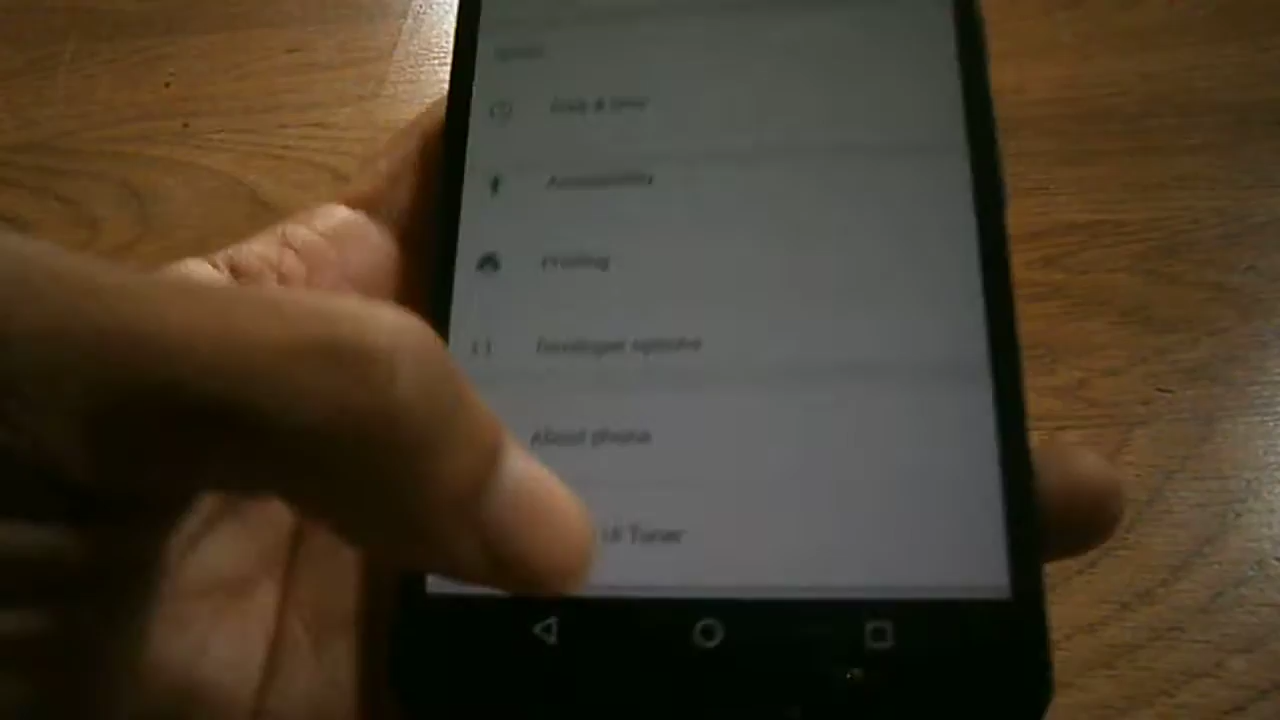 Date & time
Accessibility
Printing
Developer options
About phone
UI Tuner